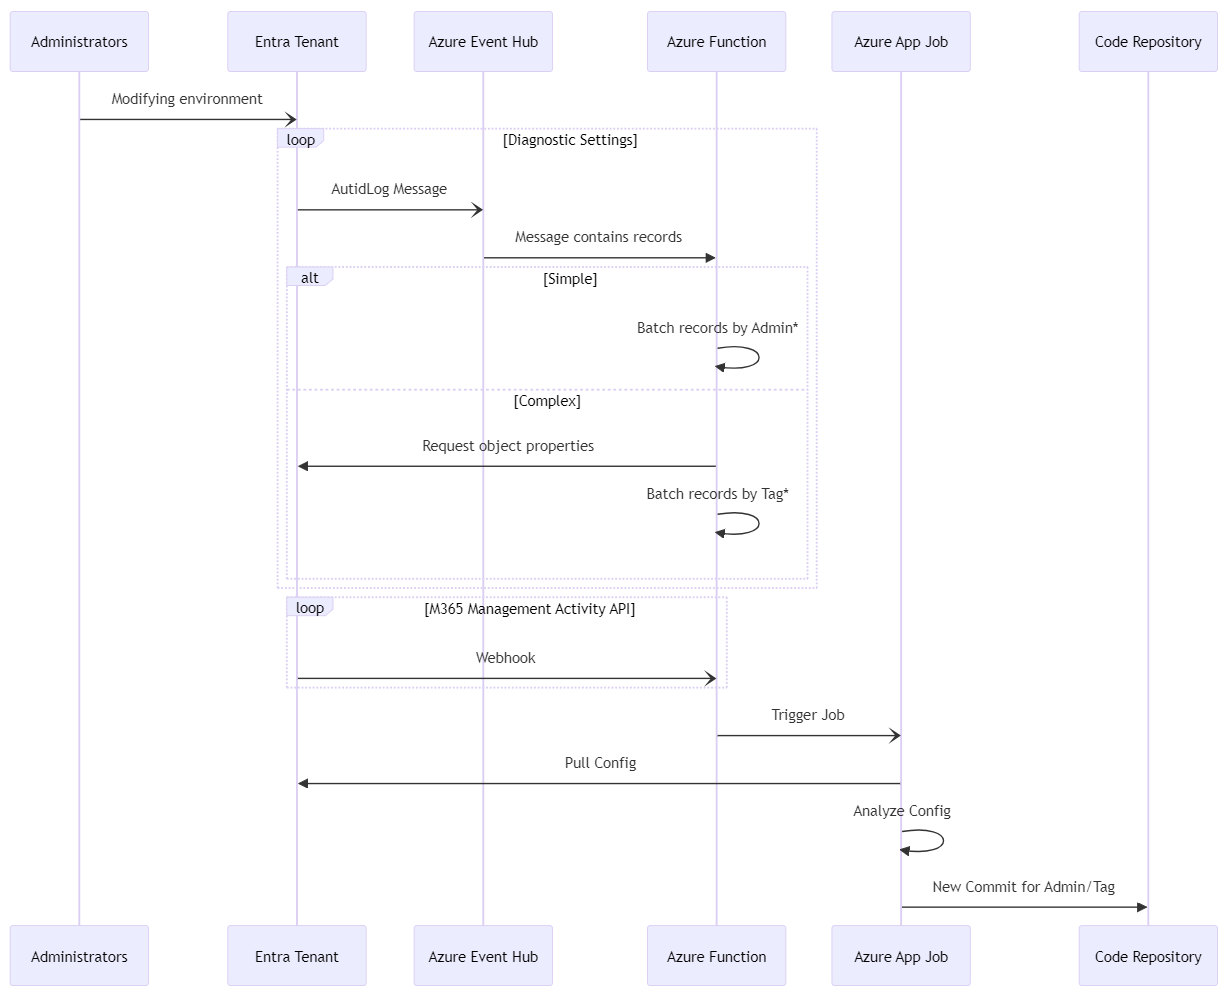 Administrators
Entra Tenant
Azure Event Hub
Azure Function
Azure App Job
Code Repository
Modifying environment
loop
[Diagnostic Settings]
AutidLog Message
Message contains records
alt
[Simple]
Batch records by Admin*
[Complex]
Request object properties
Batch records by Tag*
loop
[M365 Management Activity API]
Webhook
Trigger Job
Pull Config
Analyze Config
New Commit for Admin/Tag
Administrators
Entra Tenant
Azure Event Hub
Azure Function
Azure App Job
Code Repository